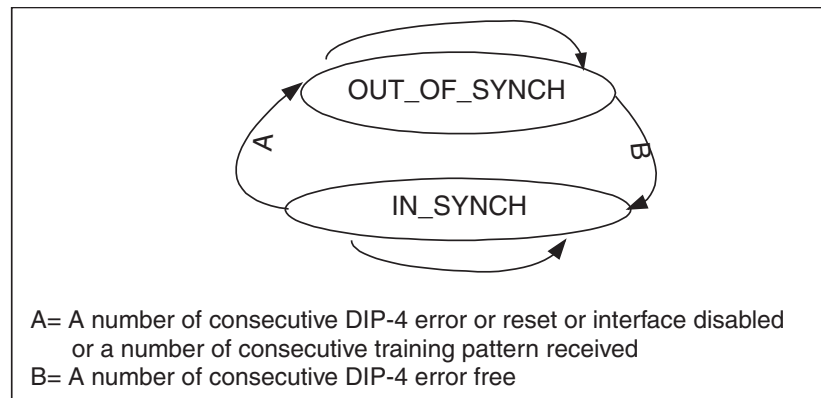 OUT_OF_SYNCH
A
B
IN_SYNCH
A= A number of consecutive DIP-4 error or reset or interface disabled
or a number of consecutive training pattern received
B= A number of consecutive DIP-4 error free